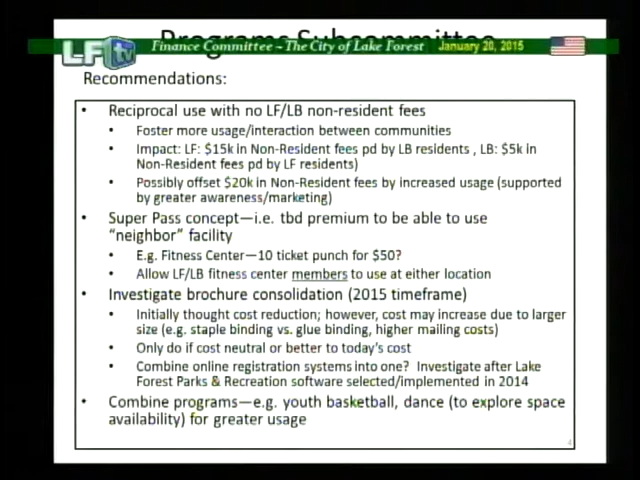 Programs Subcommittee
LFtv
Finance Committee - The City of Lake Forest
January 20, 2015
Recommendations:
• Reciprocal use with no LF/LB non-resident fees
• Foster more usage/interaction between communities
• Impact: LF: $15k in Non-Resident fees pd by LB residents , LB: $5k in
Non-Resident fees pd by LF residents)
• Possibly offset $20k in Non-Resident fees by increased usage (supported
by greater awareness/marketing)
• Super Pass concept—i.e. tbd premium to be able to use
"neighbor" facility
• E.g. Fitness Center—10 ticket punch for $50?
• Allow LF/LB fitness center members to use at either location
• Investigate brochure consolidation (2015 timeframe)
• Initially thought cost reduction; however, cost may increase due to larger
size (e.g. staple binding vs. glue binding, higher mailing costs)
• Only do if cost neutral or better to today's cost
• Combine online registration systems into one? Investigate after Lake
Forest Parks & Recreation software selected/implemented in 2014
• Combine programs—e.g. youth basketball, dance (to explore space
availability) for greater usage
4